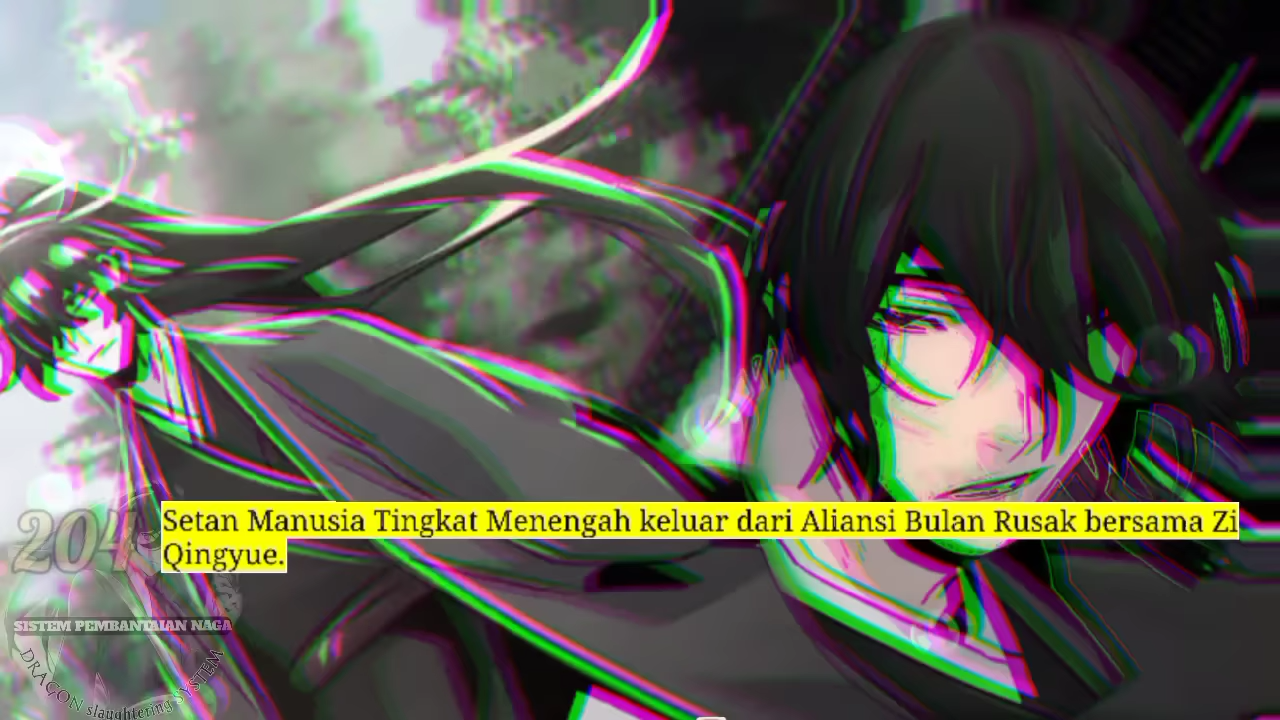 Setan Manusia Tingkat Menengah keluar dari Aliansi Bulan Rusak bersama Zi
Qingyue.
204
SISTEM PEMBANTAIAN NAGA
DRAGON slaughtering SYSTEM